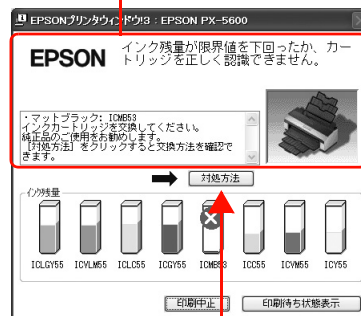 EPSONプリンタウィンドウ!3 : EPSON PX-5600
EPSON
インク残量が限界値を下回ったか、カー
トリッジを正しく認識できません。
・マットブラック: ICMB53
インクカートリッジを交換してください。
純正品のご使用をお勧めします。
[対処方法] をクリックすると交換方法を確認で
きます。
対処方法
インク残量
ICLGY55 ICVLM55 ICLC55 ICGY55 ICMB53 ICC55 ICVM55 ICY55
印刷中止 印刷待ち状態表示